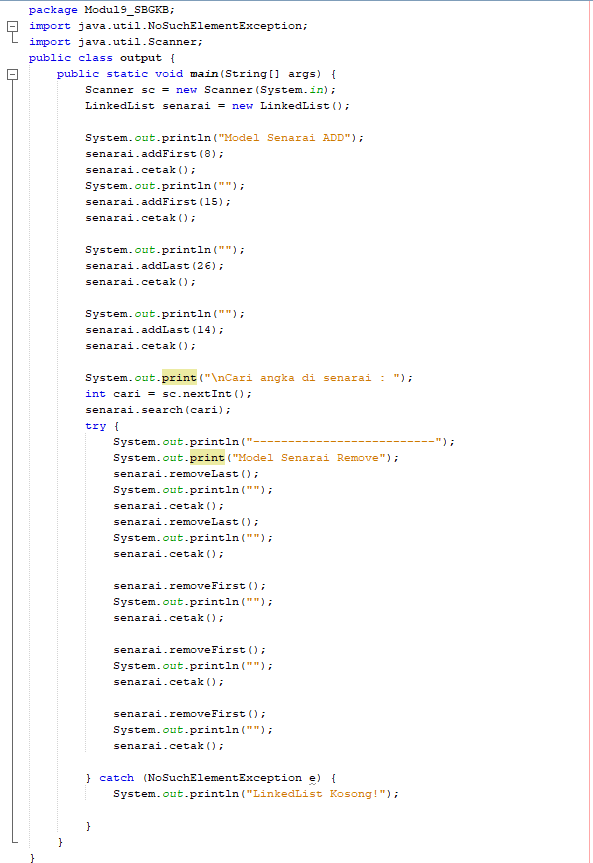 package Modul9_SBGKB;
import java.util.NoSuchElementException;
import java.util.Scanner;
public class output {
    public static void main(String[] args) {
        Scanner sc = new Scanner(System.in);
        LinkedList senarai = new LinkedList();

        System.out.println("Model Senarai ADD");
        senarai.addFirst(8);
        senarai.cetak();
        System.out.println("");
        senarai.addFirst(15);
        senarai.cetak();

        System.out.println("");
        senarai.addLast(26);
        senarai.cetak();

        System.out.println("");
        senarai.addLast(14);
        senarai.cetak();

        System.out.print("\nCari angka di senarai : ");
        int cari = sc.nextInt();
        senarai.search(cari);
        try {
            System.out.println("--------------------------");
            System.out.print("Model Senarai Remove");
            senarai.removeLast();
            System.out.println("");
            senarai.cetak();
            senarai.removeLast();
            System.out.println("");
            senarai.cetak();

            senarai.removeFirst();
            System.out.println("");
            senarai.cetak();

            senarai.removeFirst();
            System.out.println("");
            senarai.cetak();

            senarai.removeFirst();
            System.out.println("");
            senarai.cetak();

        } catch (NoSuchElementException e) {
            System.out.println("LinkedList Kosong!");

        }
    }
}